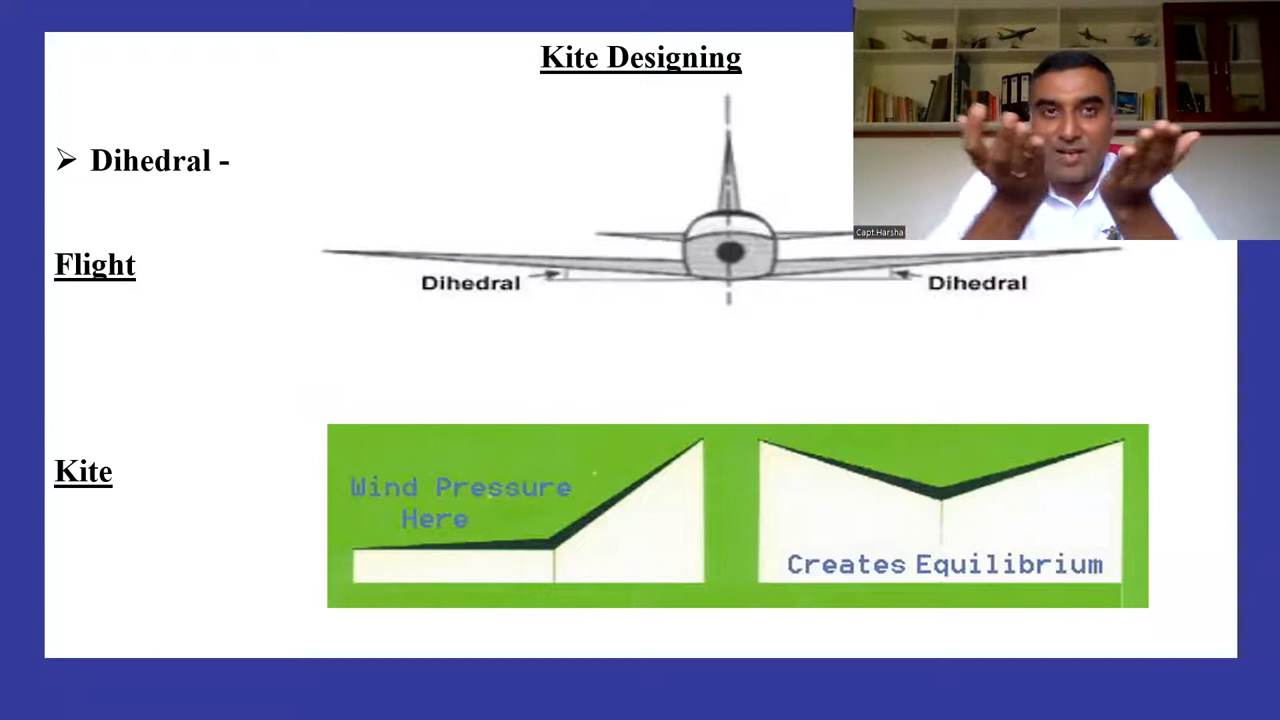 Kite Designing
➢ Dihedral -
Capt.Harsha
Flight
Dihedral
Dihedral
Kite
Wind Pressure
Here
Creates Equilibrium